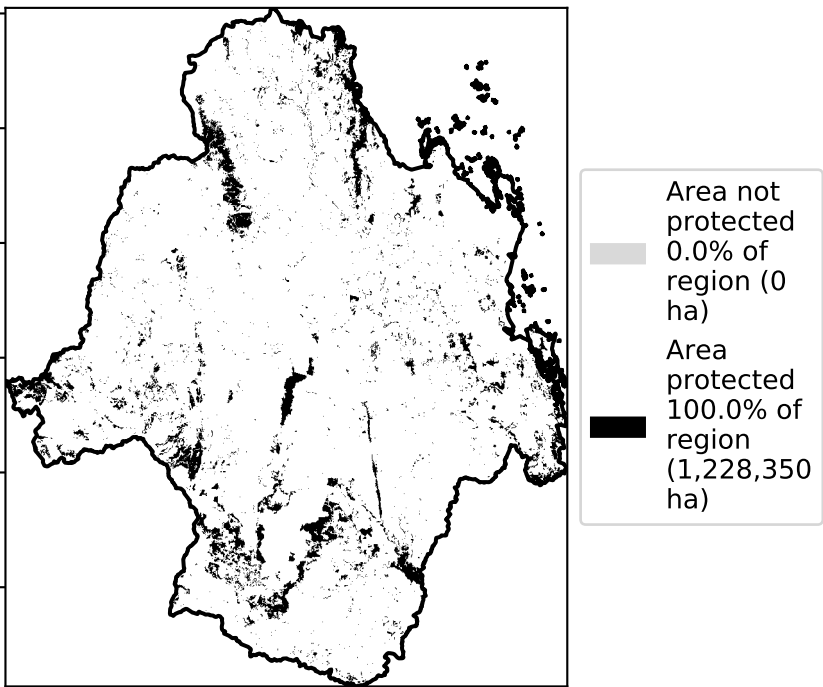 Area not
protected
0.0% of
region (0
ha)
Area
protected
100.0% of
region
(1,228,350
ha)